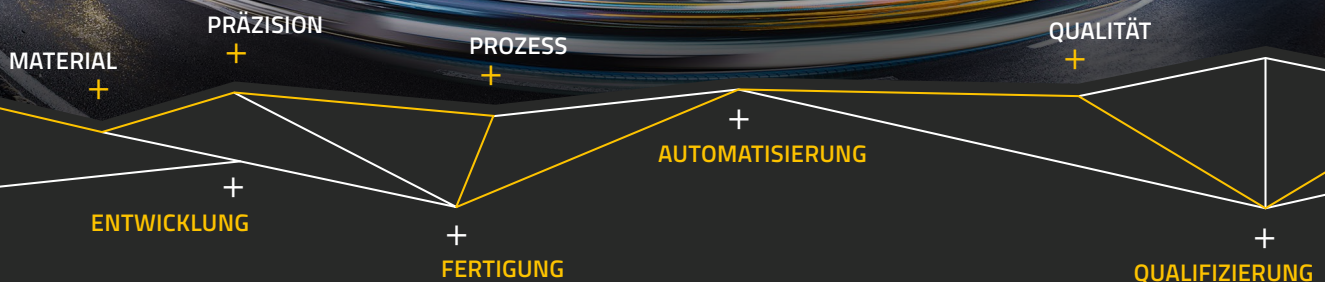 PRÄZISION
MATERIAL
PROZESS
QUALITÄT
AUTOMATISIERUNG
ENTWICKLUNG
FERTIGUNG
QUALIFIZIERUNG